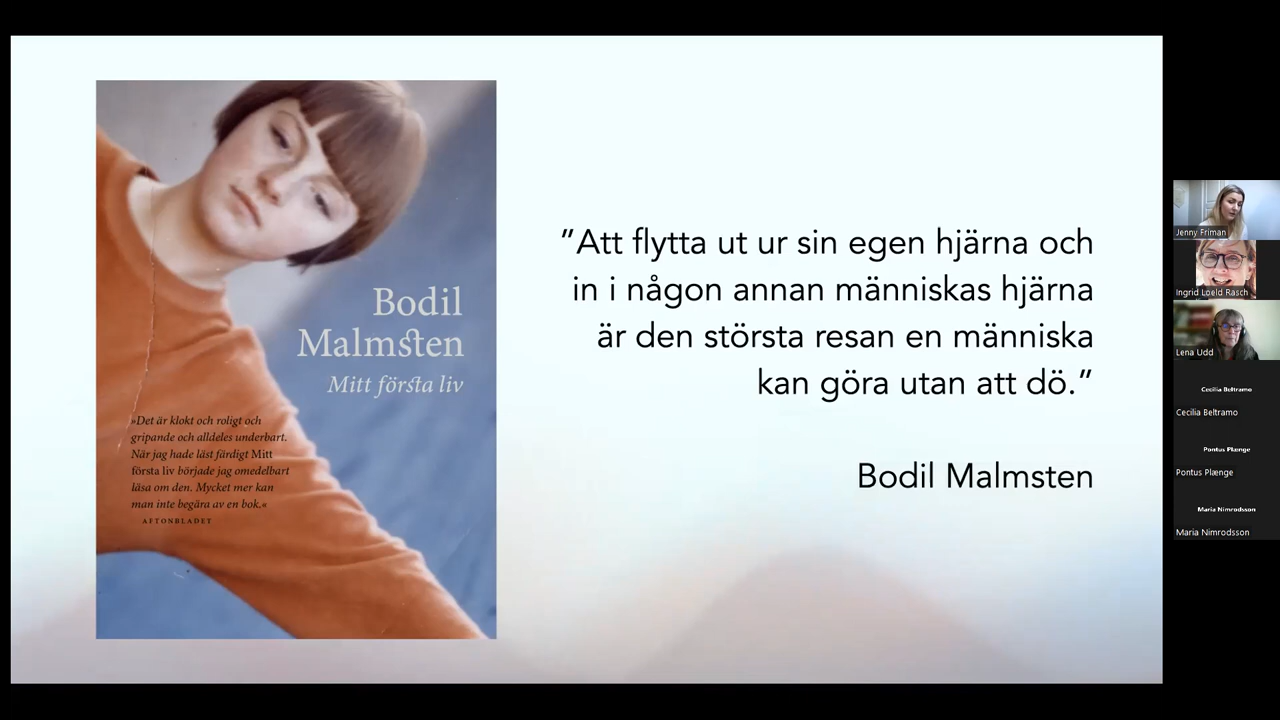 Bodil
Malmsten
Mitt första liv
»Det är klokt och roligt och
gripande och alldeles underbart.
När jag hade läst färdigt Mitt
första liv började jag omedelbart
läsa om den. Mycket mer kan
man inte begära av en bok.«
AFTONBLADET
”Att flytta ut ur sin egen hjärna och
in i någon annan människas hjärna
är den största resan en människa
kan göra utan att dö.”
Bodil Malmsten
Jenny Friman
Ingrid Loeld Rasch
Lena Udd
Cecilia Beltramo
Cecilia Beltramo
Pontus Plænge
Pontus Plænge
Maria Nimrodsson
Maria Nimrodsson